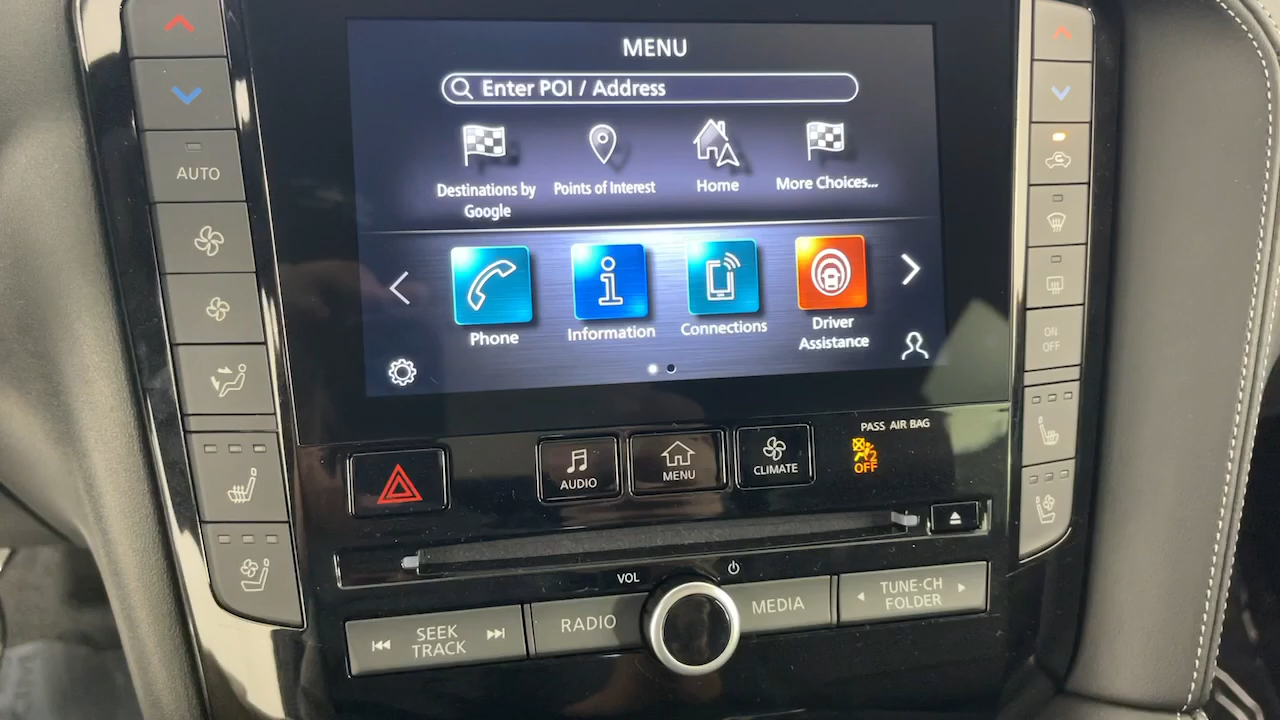 MENU
Enter POI / Address
Destinations by
Google
Points of Interest
Home
More Choices...
Phone
Information
Connections
Driver
Assistance
AUTO
ON
OFF
PASS AIR BAG
2
OFF
AUDIO
MENU
CLIMATE
VOL
SEEK
TRACK
RADIO
MEDIA
TUNE·CH
FOLDER